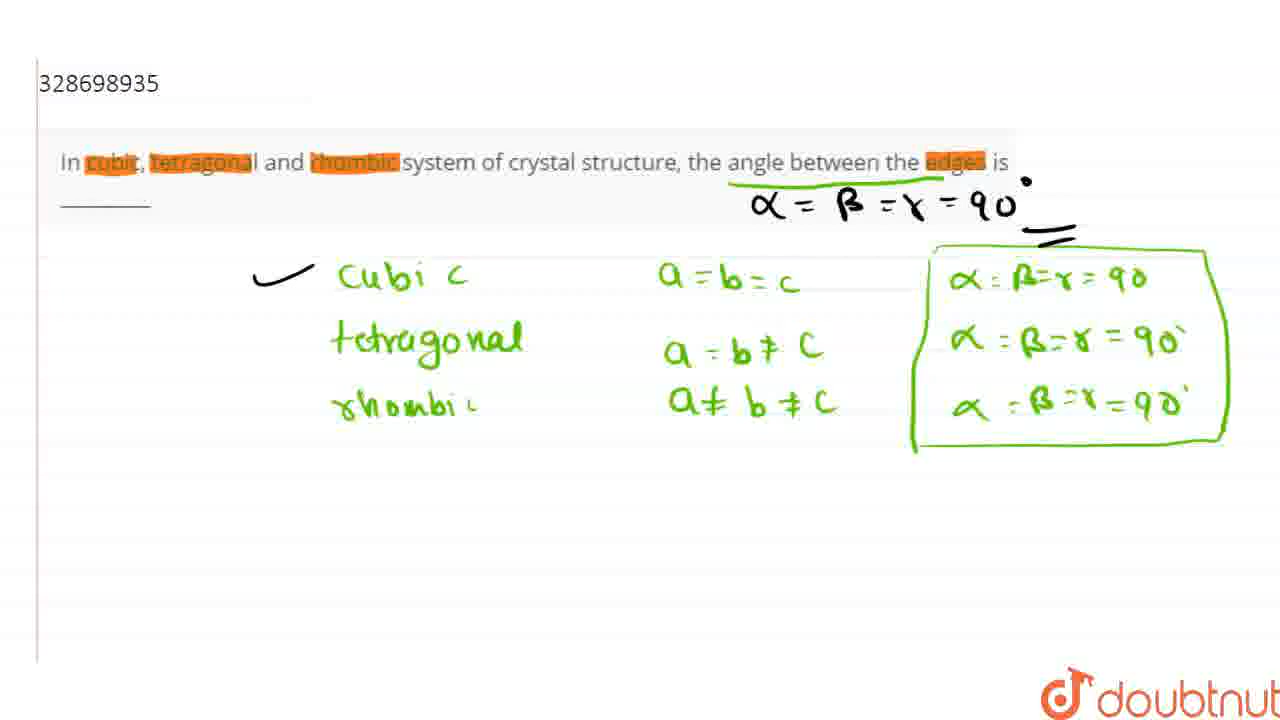 328698935
In cubic, tetragonal and rhombic system of crystal structure, the angle between the edges is
________
α = β = γ = 90°
cubic a = b = c α = β = γ = 90
tetragonal a = b ≠ c α = β = γ = 90°
rhombic a ≠ b ≠ c α = β = γ = 90°
doubtnut